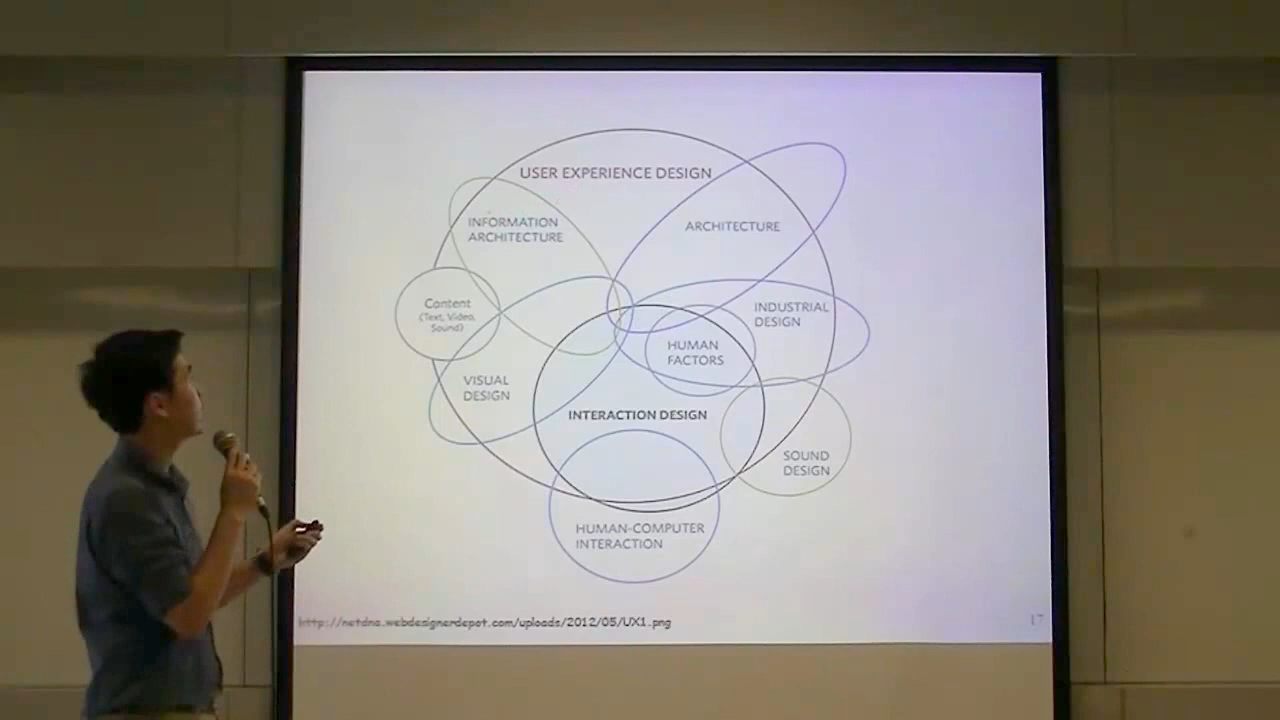 USER EXPERIENCE DESIGN
INFORMATION
ARCHITECTURE
ARCHITECTURE
Content
(Text, Video,
Sound)
INDUSTRIAL
DESIGN
HUMAN
FACTORS
VISUAL
DESIGN
INTERACTION DESIGN
SOUND
DESIGN
HUMAN-COMPUTER
INTERACTION
http://netdna.webdesignerdepot.com/uploads/2012/05/UX1.png
17